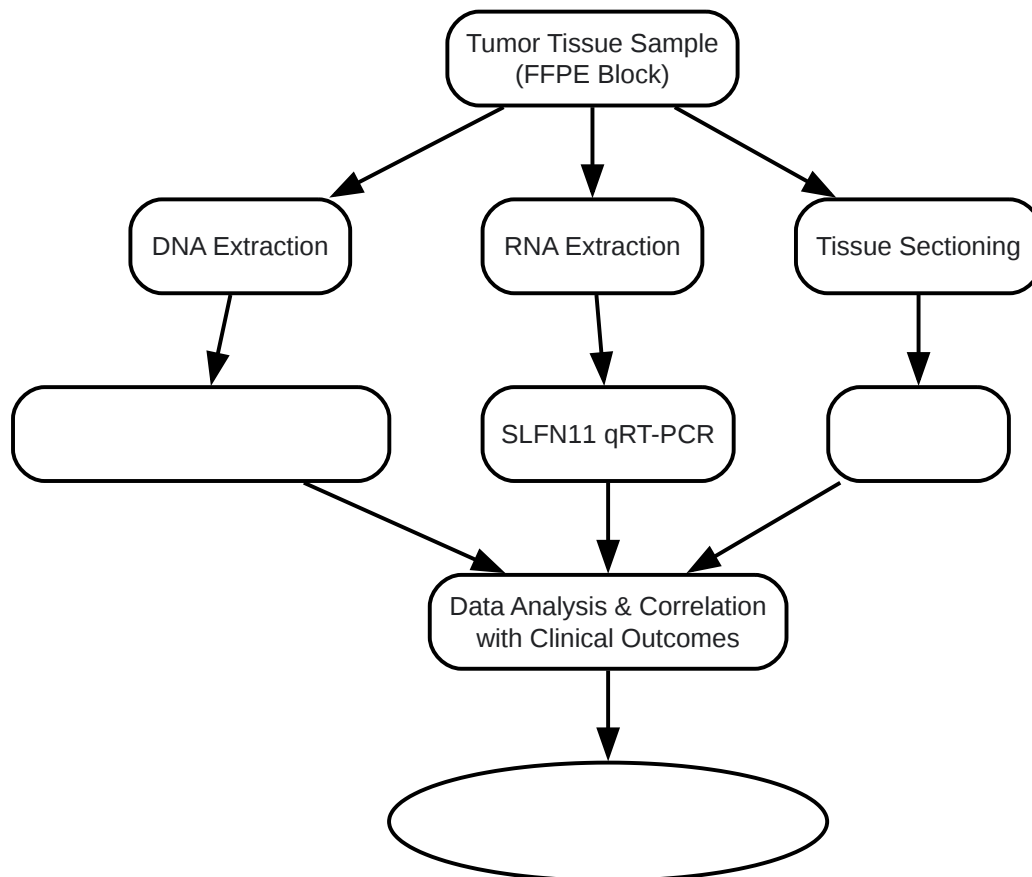 Tumor Tissue Sample
(FFPE Block)
DNA Extraction
RNA Extraction
Tissue Sectioning
SLFN11 qRT-PCR
Data Analysis & Correlation
with Clinical Outcomes